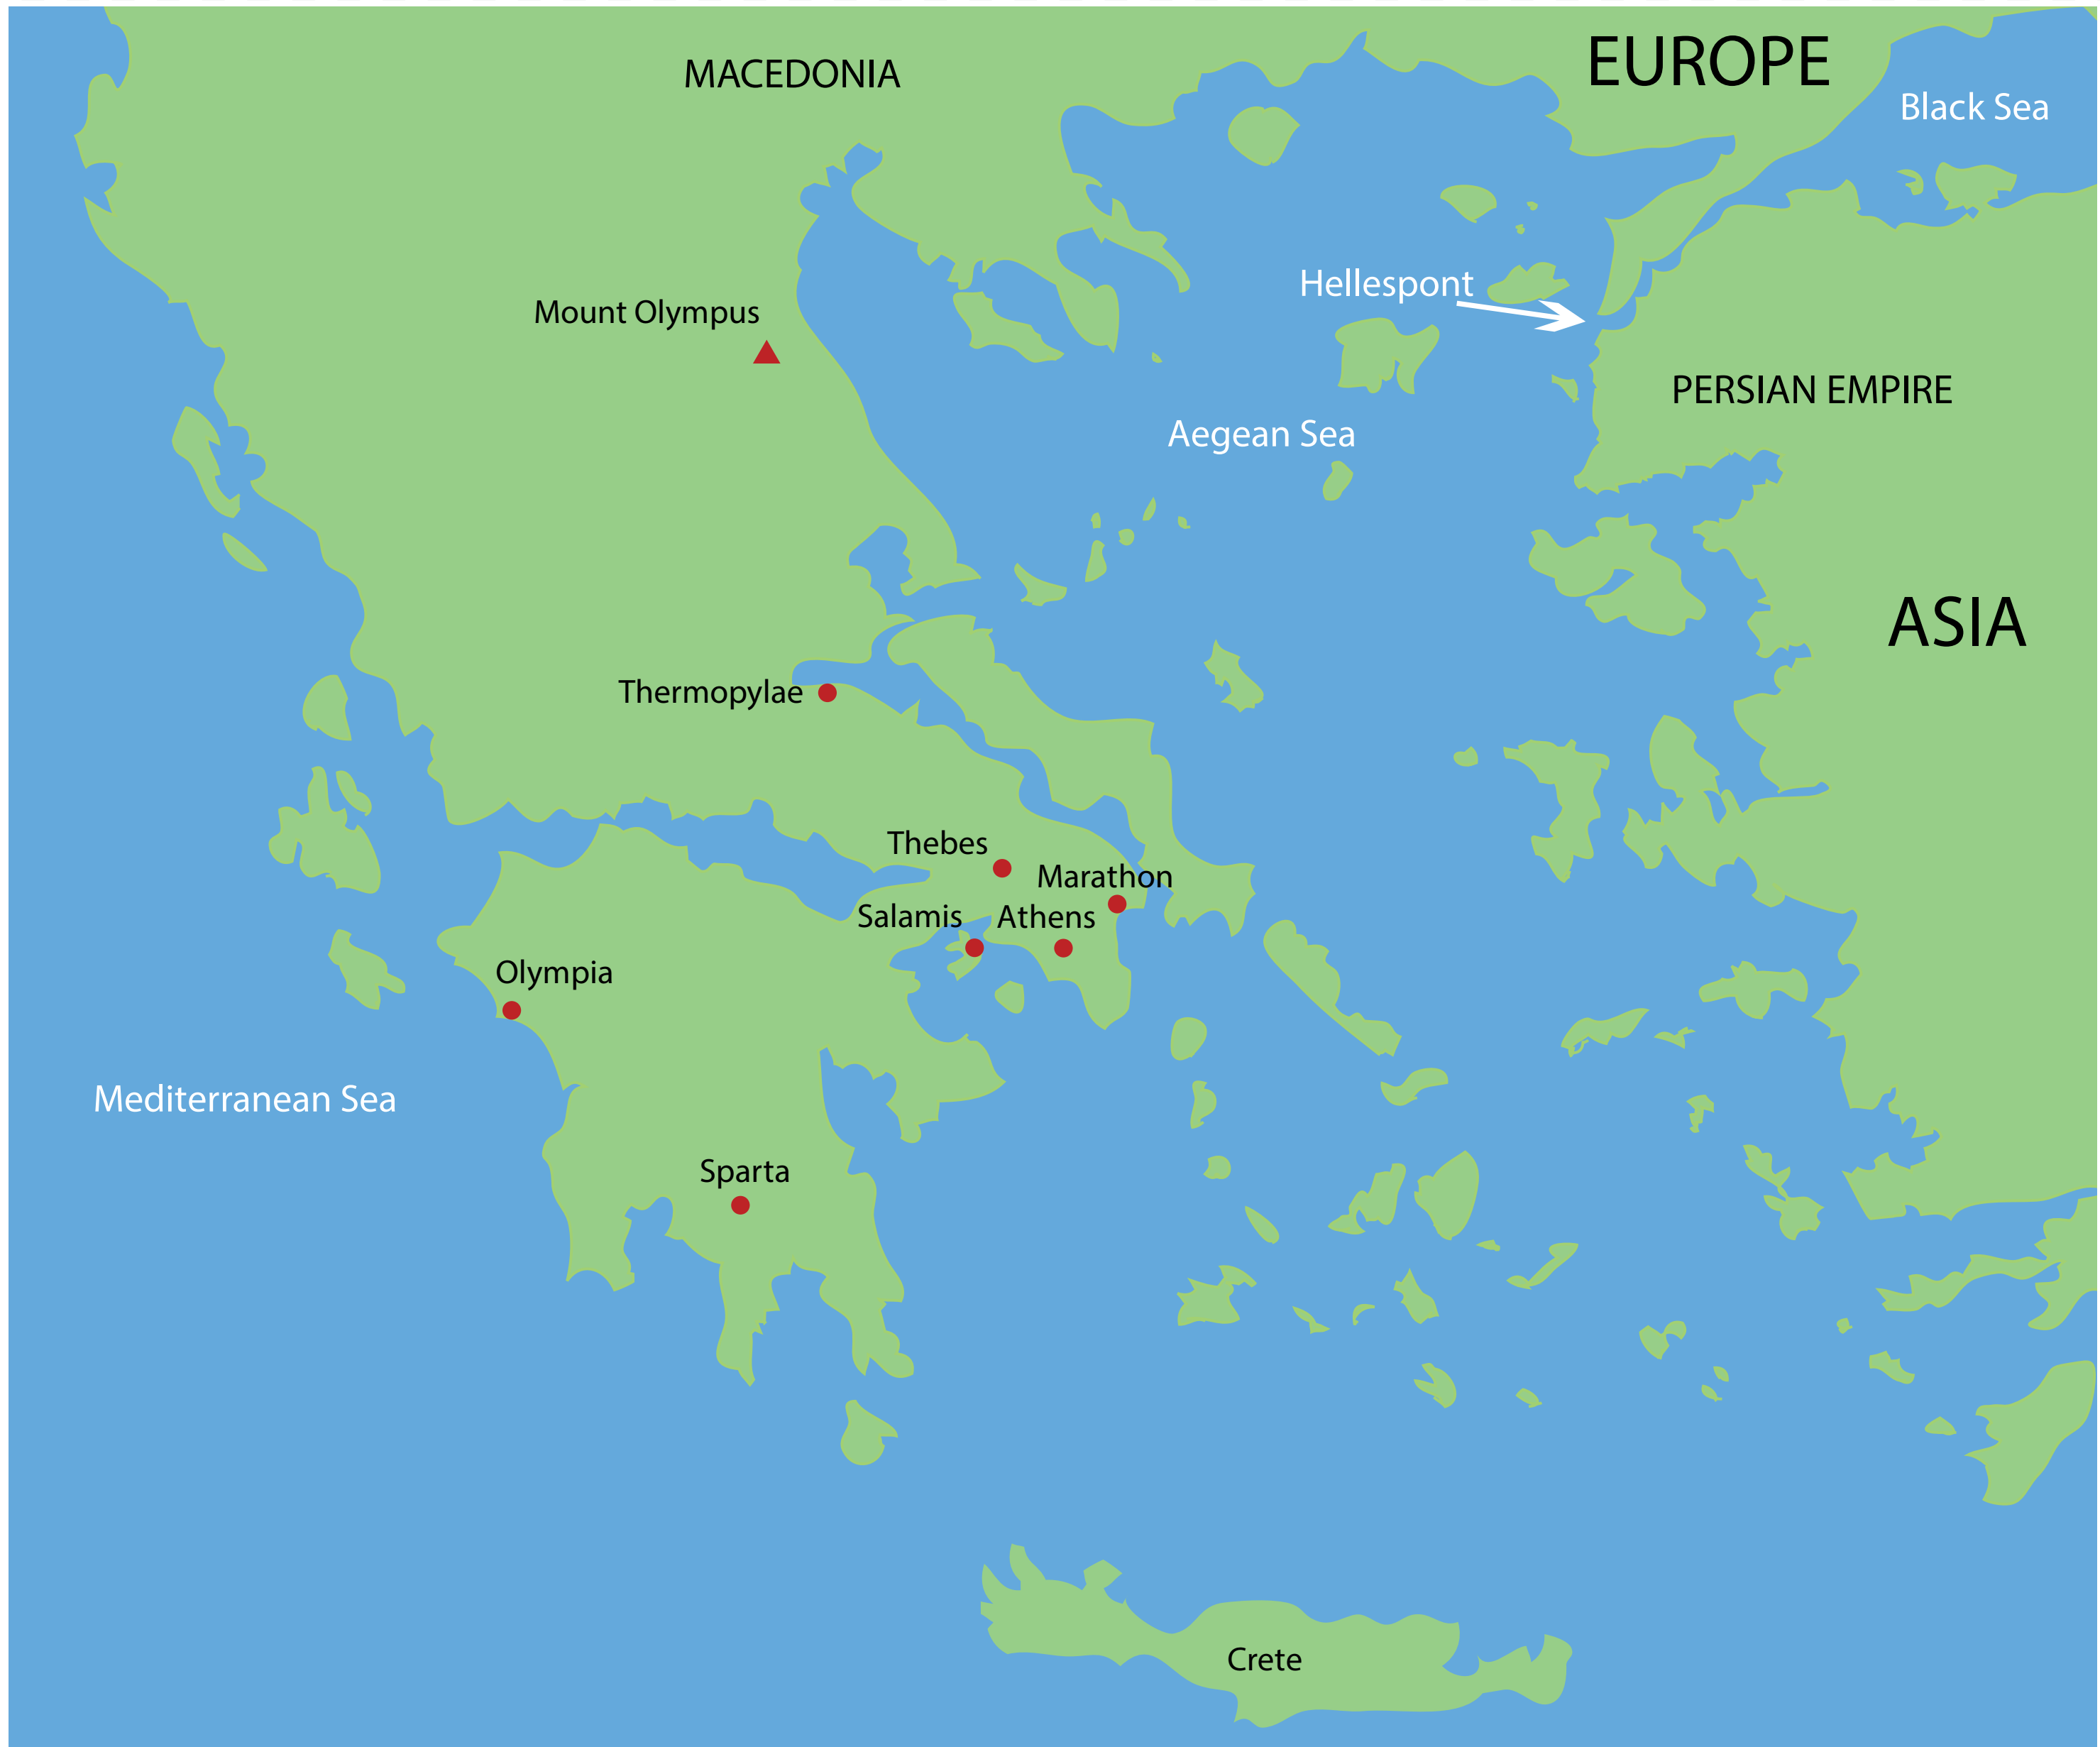 EUROPE
MACEDONIA
Black Sea
Hellespont
Mount Olympus
PERSIAN EMPIRE
Aegean Sea
ASIA
Thermopylae
Thebes
Marathon
Salamis
Athens
Olympia
Mediterranean Sea
Sparta
Crete